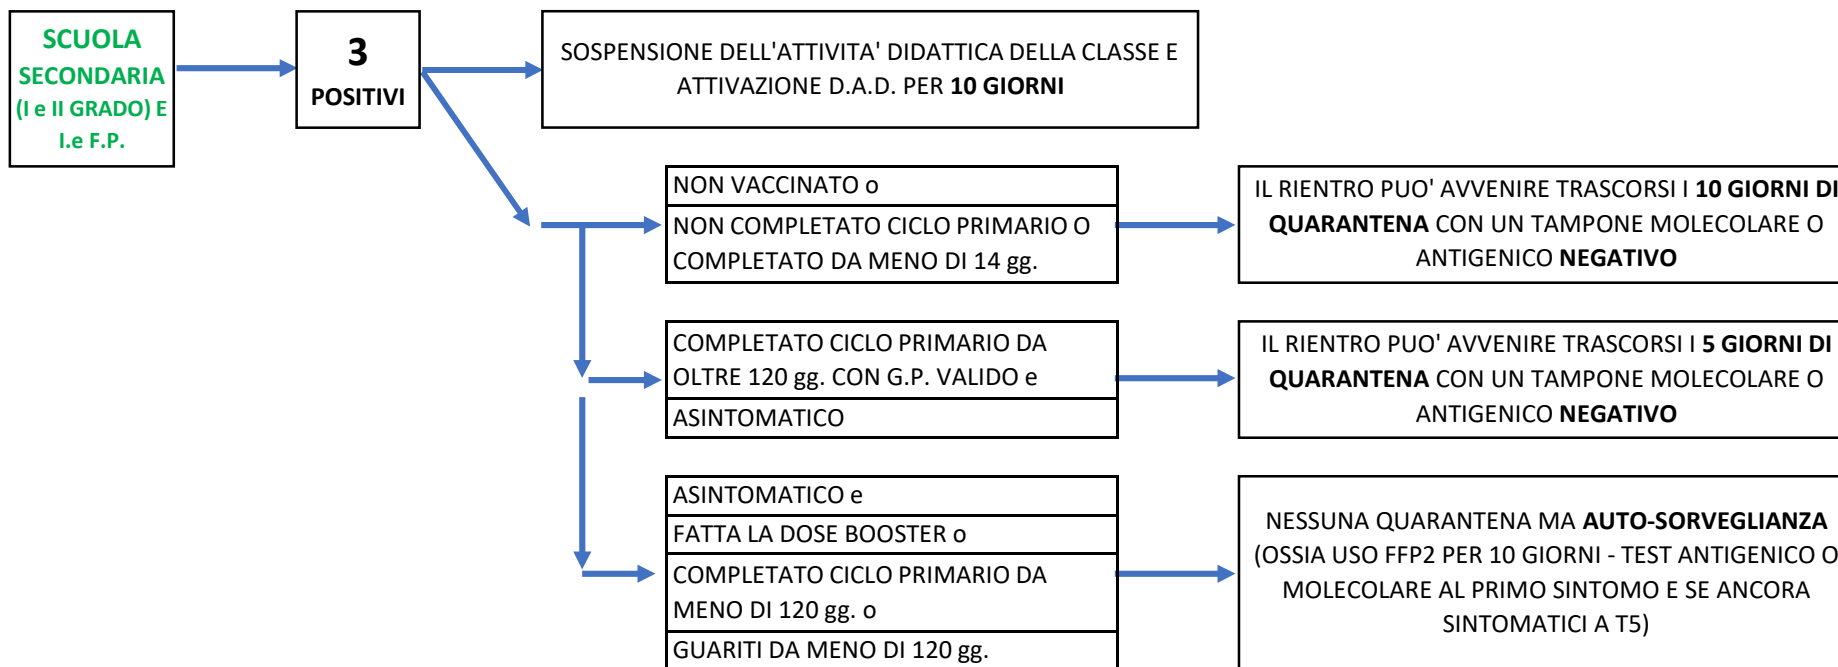 SCUOLA
SECONDARIA
(I e II GRADO) E
I.e F.P.
3
POSITIVI
SOSPENSIONE DELL'ATTIVITA' DIDATTICA DELLA CLASSE E
ATTIVAZIONE D.A.D. PER 10 GIORNI
NON VACCINATO o
NON COMPLETATO CICLO PRIMARIO O
COMPLETATO DA MENO DI 14 gg.
IL RIENTRO PUO' AVVENIRE TRASCORSI I 10 GIORNI DI
QUARANTENA CON UN TAMPONE MOLECOLARE O
ANTIGENICO NEGATIVO
COMPLETATO CICLO PRIMARIO DA
OLTRE 120 gg. CON G.P. VALIDO e
ASINTOMATICO
IL RIENTRO PUO' AVVENIRE TRASCORSI I 5 GIORNI DI
QUARANTENA CON UN TAMPONE MOLECOLARE O
ANTIGENICO NEGATIVO
ASINTOMATICO e
FATTA LA DOSE BOOSTER o
COMPLETATO CICLO PRIMARIO DA
MENO DI 120 gg. o
GUARITI DA MENO DI 120 gg.
NESSUNA QUARANTENA MA AUTO-SORVEGLIANZA
(OSSIA USO FFP2 PER 10 GIORNI - TEST ANTIGENICO O
MOLECOLARE AL PRIMO SINTOMO E SE ANCORA
SINTOMATICI A T5)